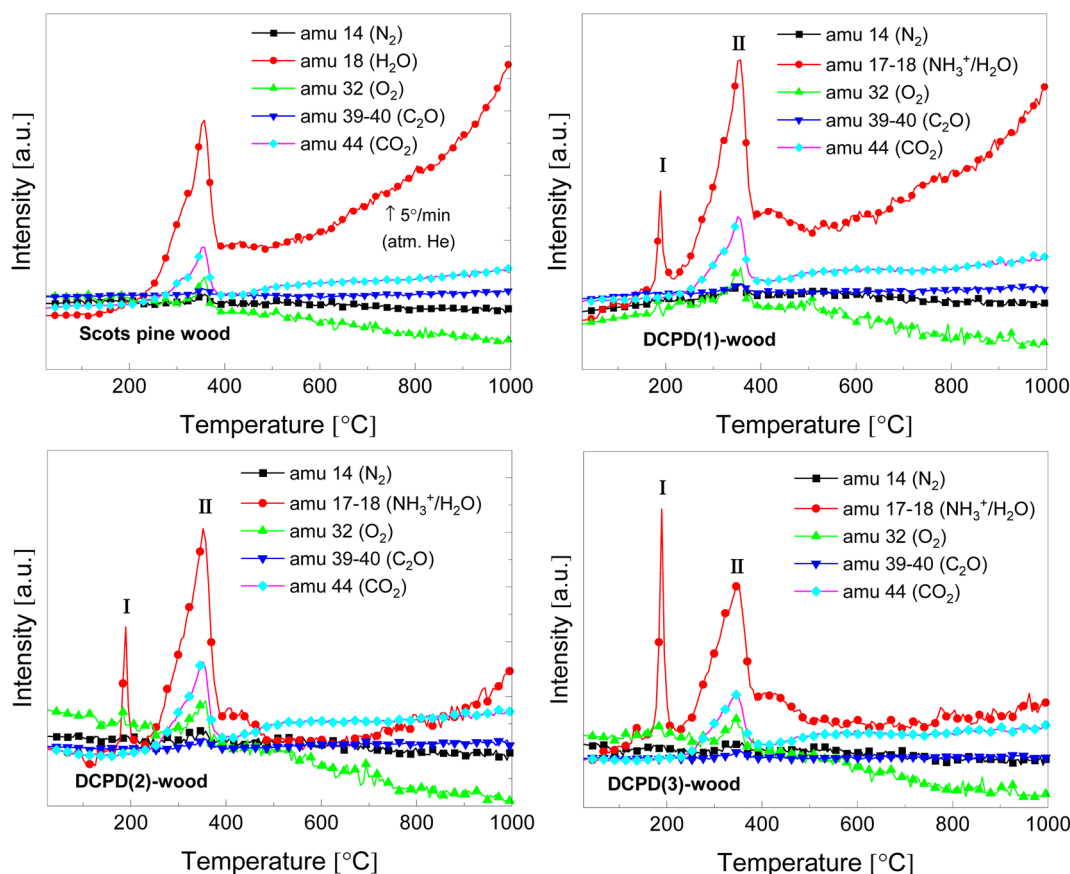 amu 14 (N₂)
amu 18 (H₂O)
amu 32 (O₂)
amu 39-40 (C₂O)
amu 44 (CO₂)
↑ 5°/min
(atm. He)
Scots pine wood
Intensity [a.u.]
200 400 600 800 1000
Temperature [°C]
amu 14 (N₂)
amu 17-18 (NH₃⁺/H₂O)
amu 32 (O₂)
amu 39-40 (C₂O)
amu 44 (CO₂)
I
II
DCPD(1)-wood
Intensity [a.u.]
200 400 600 800 1000
Temperature [°C]
amu 14 (N₂)
amu 17-18 (NH₃⁺/H₂O)
amu 32 (O₂)
amu 39-40 (C₂O)
amu 44 (CO₂)
I
II
DCPD(2)-wood
Intensity [a.u.]
200 400 600 800 1000
Temperature [°C]
amu 14 (N₂)
amu 17-18 (NH₃⁺/H₂O)
amu 32 (O₂)
amu 39-40 (C₂O)
amu 44 (CO₂)
I
II
DCPD(3)-wood
Intensity [a.u.]
200 400 600 800 1000
Temperature [°C]